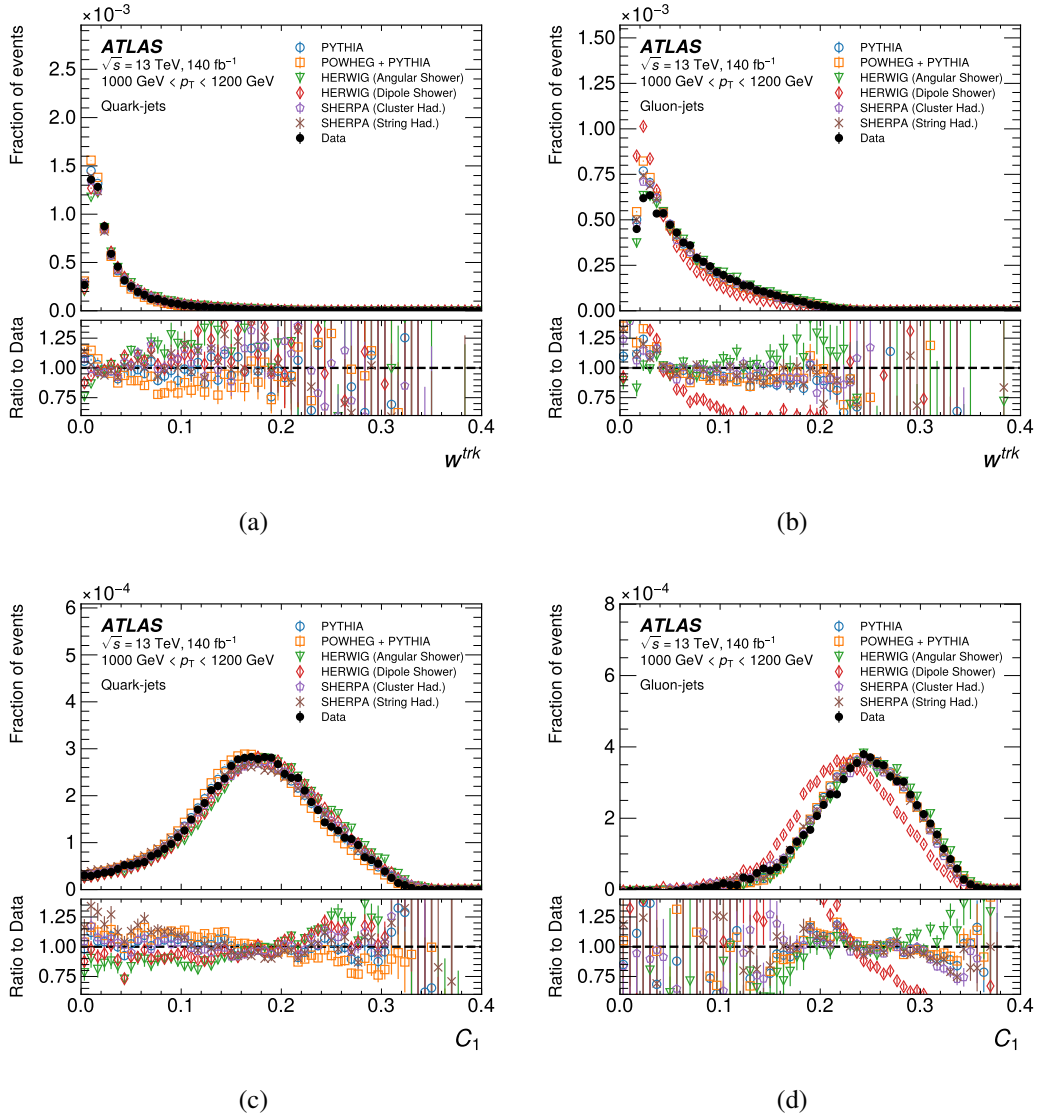 ×10⁻³
Fraction of events
ATLAS
√s = 13 TeV, 140 fb⁻¹
1000 GeV < pT < 1200 GeV
Quark-jets
PYTHIA
POWHEG + PYTHIA
HERWIG (Angular Shower)
HERWIG (Dipole Shower)
SHERPA (Cluster Had.)
SHERPA (String Had.)
Data
2.5
2.0
1.5
1.0
0.5
0.0
Ratio to Data
1.25
1.00
0.75
0.0 0.1 0.2 0.3 0.4
w^trk
(a)
×10⁻³
Fraction of events
ATLAS
√s = 13 TeV, 140 fb⁻¹
1000 GeV < pT < 1200 GeV
Gluon-jets
PYTHIA
POWHEG + PYTHIA
HERWIG (Angular Shower)
HERWIG (Dipole Shower)
SHERPA (Cluster Had.)
SHERPA (String Had.)
Data
1.50
1.25
1.00
0.75
0.50
0.25
0.00
Ratio to Data
1.25
1.00
0.75
0.0 0.1 0.2 0.3 0.4
w^trk
(b)
×10⁻⁴
Fraction of events
ATLAS
√s = 13 TeV, 140 fb⁻¹
1000 GeV < pT < 1200 GeV
Quark-jets
PYTHIA
POWHEG + PYTHIA
HERWIG (Angular Shower)
HERWIG (Dipole Shower)
SHERPA (Cluster Had.)
SHERPA (String Had.)
Data
6
5
4
3
2
1
0
Ratio to Data
1.25
1.00
0.75
0.0 0.1 0.2 0.3 0.4
C₁
(c)
×10⁻⁴
Fraction of events
ATLAS
√s = 13 TeV, 140 fb⁻¹
1000 GeV < pT < 1200 GeV
Gluon-jets
PYTHIA
POWHEG + PYTHIA
HERWIG (Angular Shower)
HERWIG (Dipole Shower)
SHERPA (Cluster Had.)
SHERPA (String Had.)
Data
8
6
4
2
0
Ratio to Data
1.25
1.00
0.75
0.0 0.1 0.2 0.3 0.4
C₁
(d)